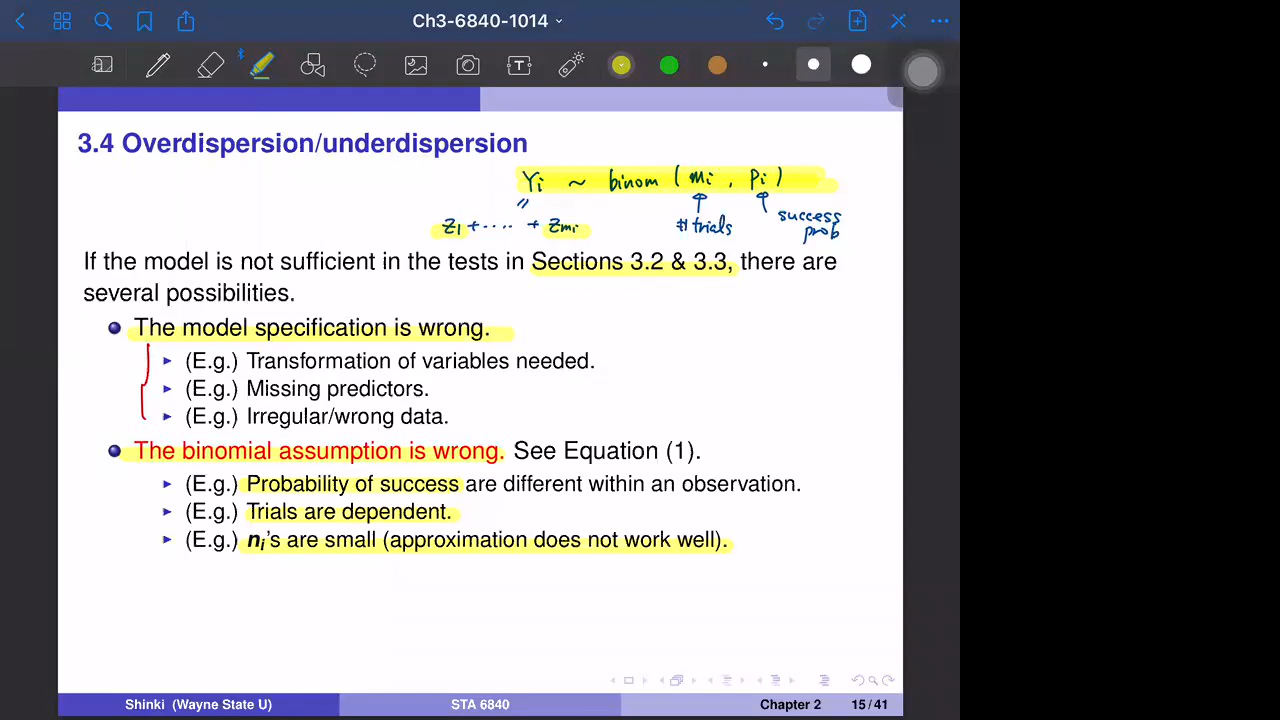 Ch3-6840-1014
3.4 Overdispersion/underdispersion
Yi ~ binom ( mi , Pi )
Z1 + ···· + Zmi
# trials
success prob
If the model is not sufficient in the tests in Sections 3.2 & 3.3, there are
several possibilities.
The model specification is wrong.
(E.g.) Transformation of variables needed.
(E.g.) Missing predictors.
(E.g.) Irregular/wrong data.
The binomial assumption is wrong. See Equation (1).
(E.g.) Probability of success are different within an observation.
(E.g.) Trials are dependent.
(E.g.) ni's are small (approximation does not work well).
Shinki (Wayne State U) STA 6840 Chapter 2 15 / 41